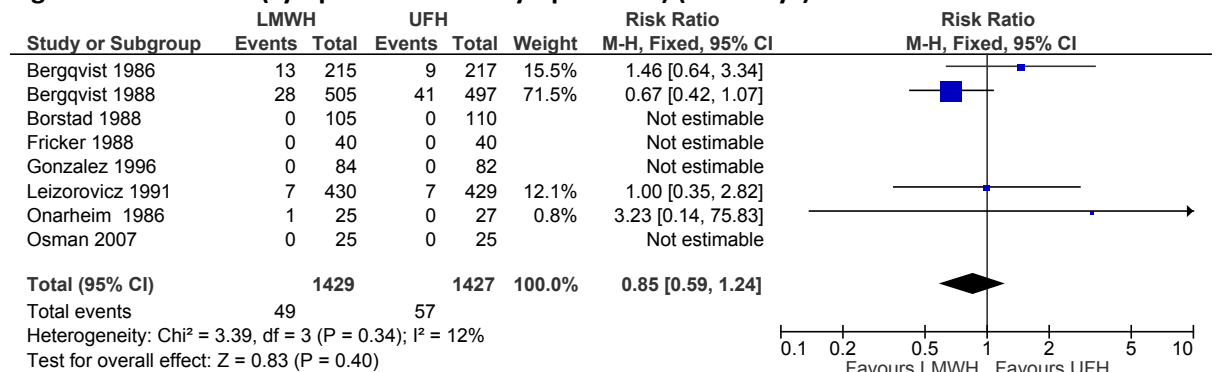 LMWH UFH Risk Ratio Risk Ratio
Study or Subgroup Events Total Events Total Weight M-H, Fixed, 95% CI M-H, Fixed, 95% CI
Bergqvist 1986 13 215 9 217 15.5% 1.46 [0.64, 3.34]
Bergqvist 1988 28 505 41 497 71.5% 0.67 [0.42, 1.07]
Borstad 1988 0 105 0 110 Not estimable
Fricker 1988 0 40 0 40 Not estimable
Gonzalez 1996 0 84 0 82 Not estimable
Leizorovicz 1991 7 430 7 429 12.1% 1.00 [0.35, 2.82]
Onarheim 1986 1 25 0 27 0.8% 3.23 [0.14, 75.83]
Osman 2007 0 25 0 25 Not estimable
Total (95% CI) 1429 1427 100.0% 0.85 [0.59, 1.24]
Total events 49 57
Heterogeneity: Chi² = 3.39, df = 3 (P = 0.34); I² = 12%
Test for overall effect: Z = 0.83 (P = 0.40)
0.1 0.2 0.5 1 2 5 10
Favours LMWH Favours UFH